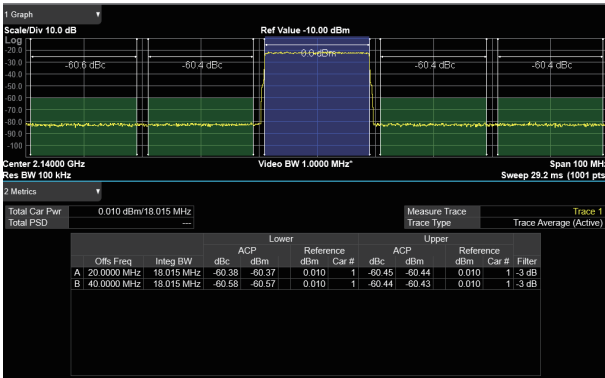 1 Graph
Scale/Div 10.0 dB Ref Value -10.00 dBm
Log
-20.0
-30.0
-40.0
-50.0
-60.0
-70.0
-80.0
-90.0
-100
-60.6 dBc -60.4 dBc 0.0 dBm -60.4 dBc -60.4 dBc
Center 2.14000 GHz Video BW 1.0000 MHz* Span 100 MHz
Res BW 100 kHz Sweep 29.2 ms (1001 pts
2 Metrics
Total Car Pwr 0.010 dBm/18.015 MHz Measure Trace Trace 1
Total PSD --- Trace Type Trace Average (Active)
Lower Upper
ACP Reference ACP Reference
Offs Freq Integ BW dBc dBm dBm Car # dBc dBm dBm Car # Filter
A 20.0000 MHz 18.015 MHz -60.38 -60.37 0.010 1 -60.45 -60.44 0.010 1 -3 dB
B 40.0000 MHz 18.015 MHz -60.58 -60.57 0.010 1 -60.44 -60.43 0.010 1 -3 dB